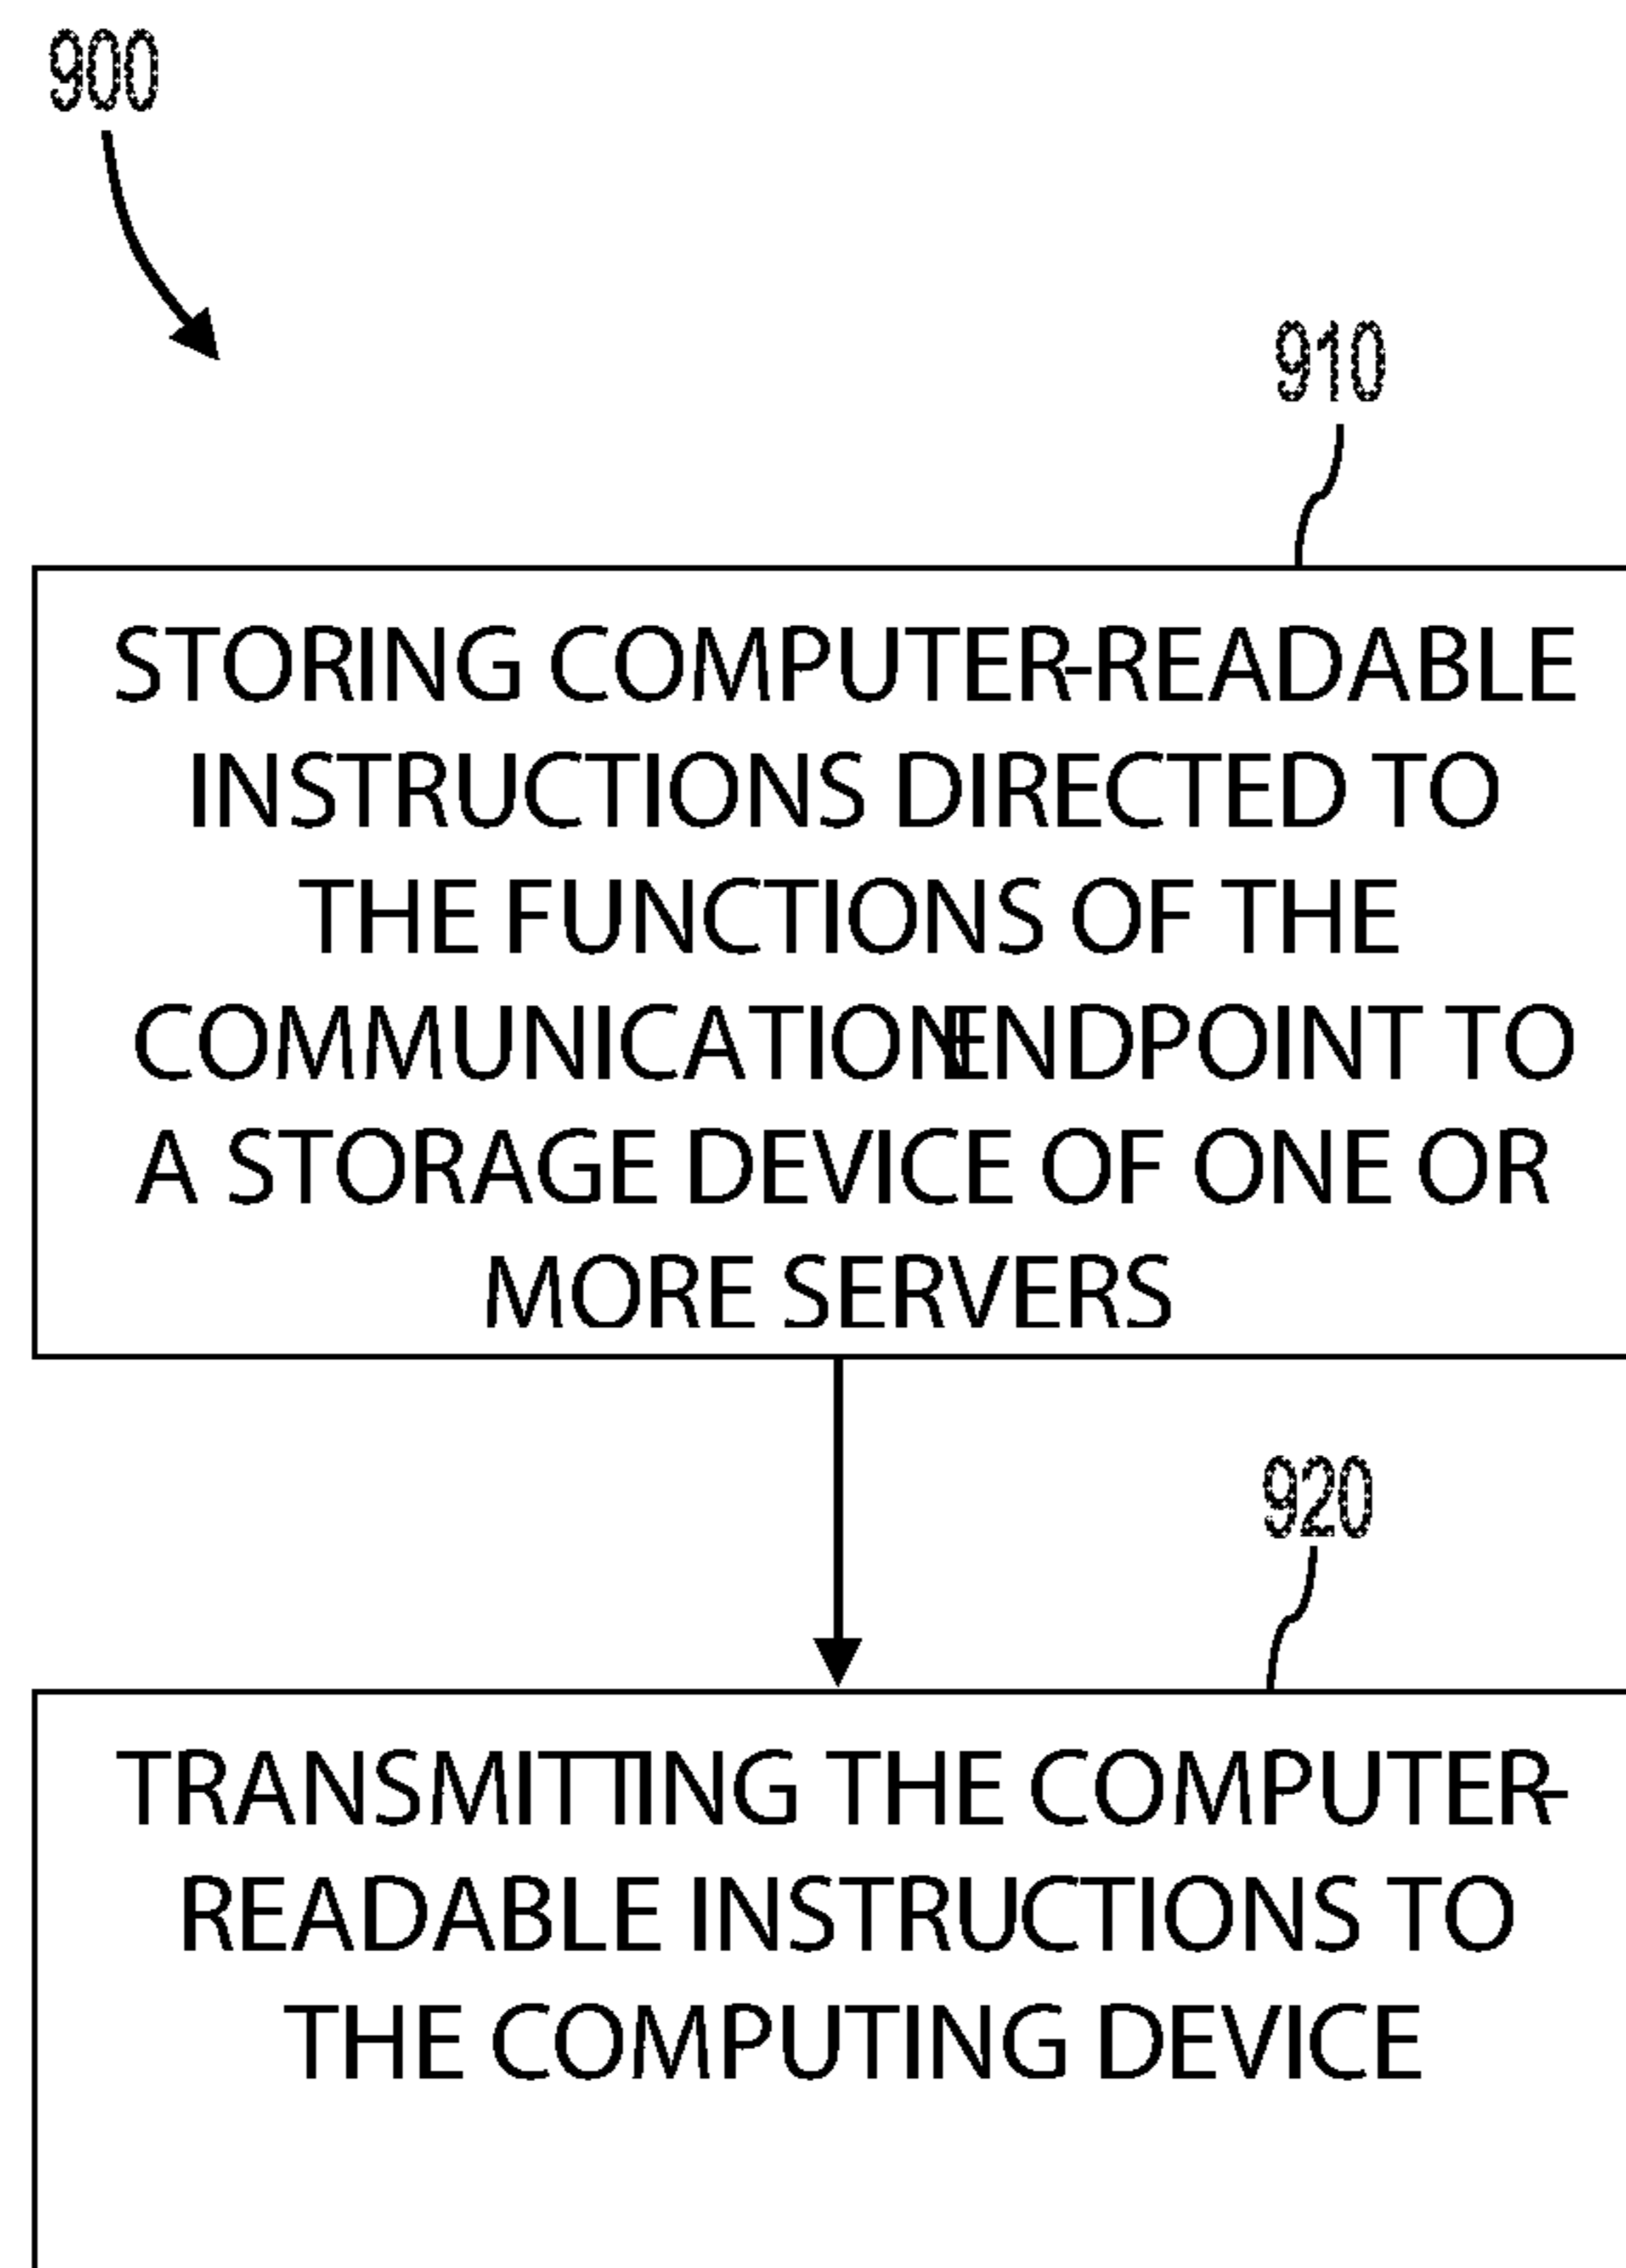 900
910
STORING COMPUTER-READABLE
INSTRUCTIONS DIRECTED TO
THE FUNCTIONS OF THE
COMMUNICATION ENDPOINT TO
A STORAGE DEVICE OF ONE OR
MORE SERVERS
920
TRANSMITTING THE COMPUTER-
READABLE INSTRUCTIONS TO
THE COMPUTING DEVICE